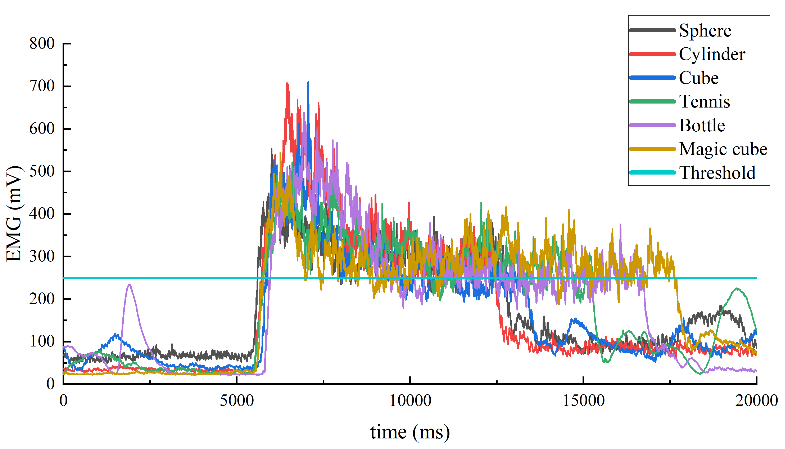 Sphere
Cylinder
Cube
Tennis
Bottle
Magic cube
Threshold
800
700
600
500
400
300
200
100
0
EMG (mV)
0 5000 10000 15000 20000
time (ms)